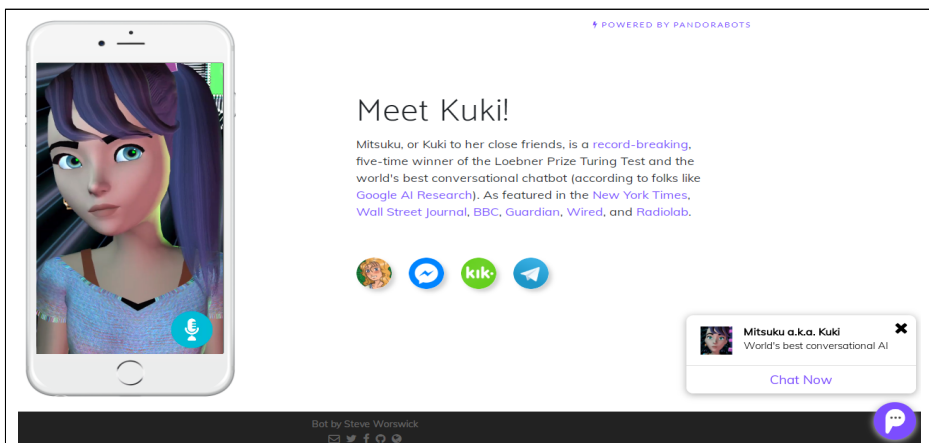 POWERED BY PANDORABOTS
Meet Kuki!
Mitsuku, or Kuki to her close friends, is a record-breaking,
five-time winner of the Loebner Prize Turing Test and the
world's best conversational chatbot (according to folks like
Google AI Research). As featured in the New York Times,
Wall Street Journal, BBC, Guardian, Wired, and Radiolab.
kik·
Mitsuku a.k.a. Kuki
World's best conversational AI
Chat Now
Bot by Steve Worswick